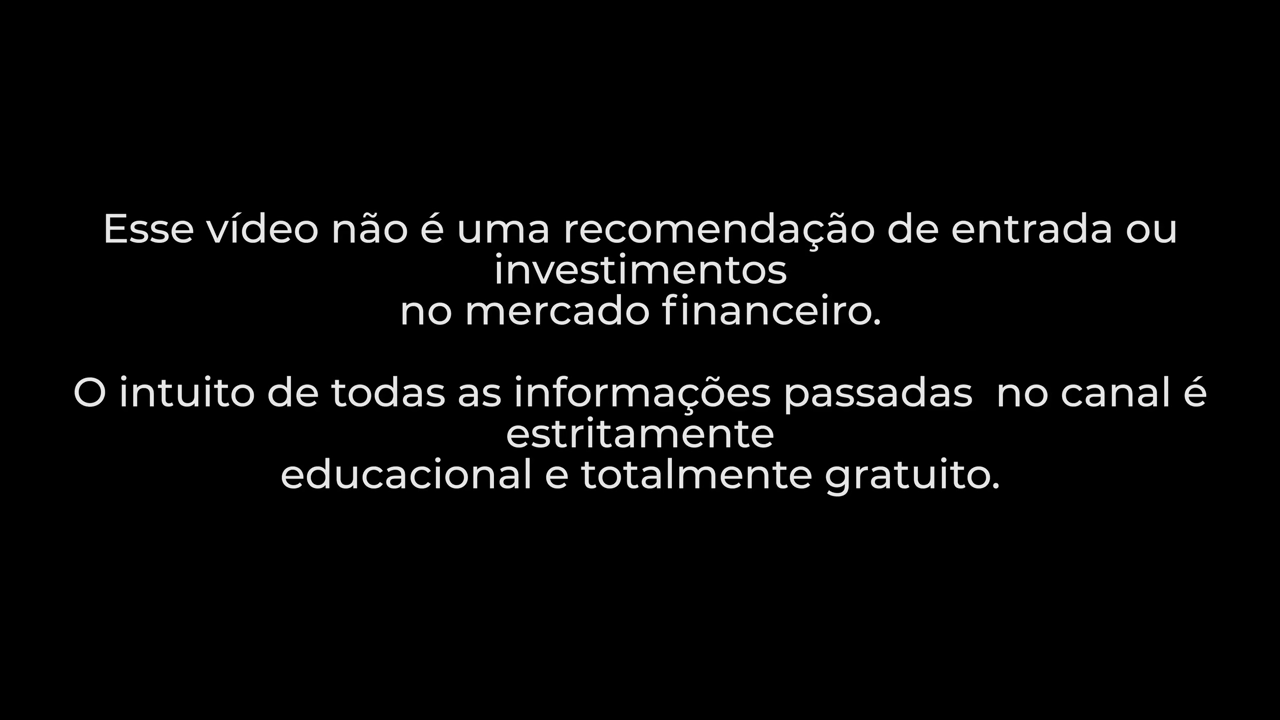 Esse vídeo não é uma recomendação de entrada ou
investimentos
no mercado financeiro.
O intuito de todas as informações passadas  no canal é
estritamente
educacional e totalmente gratuito.